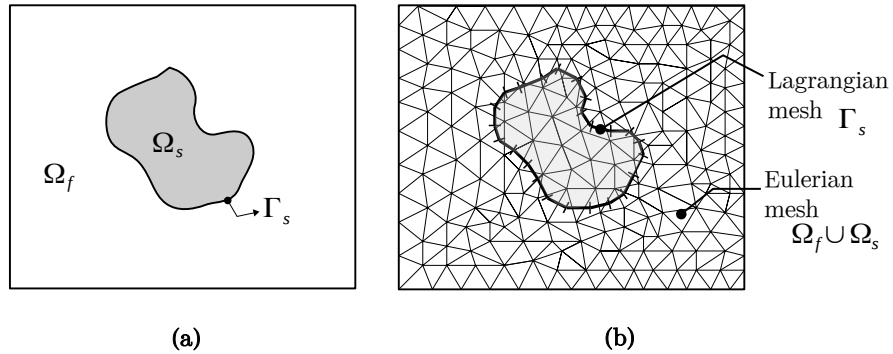 Ω_f
Ω_s
Γ_s
(a)
Lagrangian
mesh Γ_s
Eulerian
mesh
Ω_f ∪ Ω_s
(b)